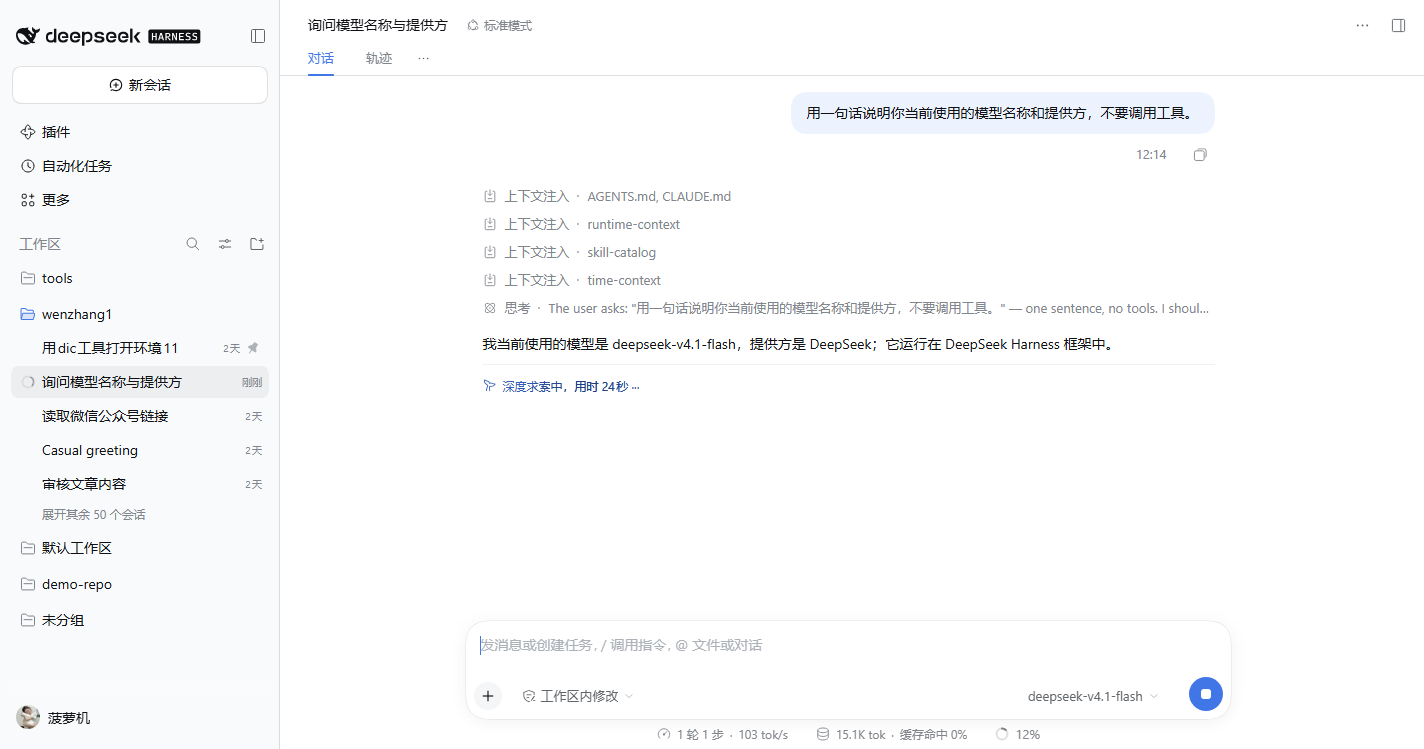 deepseek HARNESS
新会话
插件
自动化任务
更多
工作区
tools
wenzhang1
用dic工具打开环境11 2天
询问模型名称与提供方 刚刚
读取微信公众号链接 2天
Casual greeting 2天
审核文章内容 2天
展开其余 50 个会话
默认工作区
demo-repo
未分组
菠萝机
询问模型名称与提供方 标准模式
对话 轨迹 ...
用一句话说明你当前使用的模型名称和提供方，不要调用工具。
12:14
上下文注入 · AGENTS.md, CLAUDE.md
上下文注入 · runtime-context
上下文注入 · skill-catalog
上下文注入 · time-context
思考 · The user asks: "用一句话说明你当前使用的模型名称和提供方，不要调用工具。" — one sentence, no tools. I shoul...
我当前使用的模型是 deepseek-v4.1-flash，提供方是 DeepSeek；它运行在 DeepSeek Harness 框架中。
深度求索中，用时 24秒 ...
发消息或创建任务, / 调用指令, @ 文件或对话
工作区内修改 deepseek-v4.1-flash
1 轮 1 步 · 103 tok/s 15.1K tok · 缓存命中 0% 12%